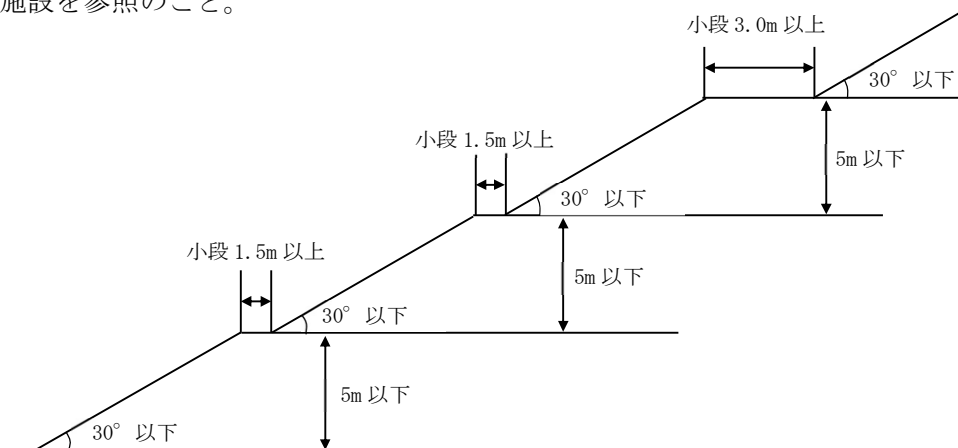 施設を参照のこと。
小段 3.0m 以上
30° 以下
小段 1.5m 以上
5m 以下
30° 以下
小段 1.5m 以上
5m 以下
30° 以下
5m 以下
30° 以下